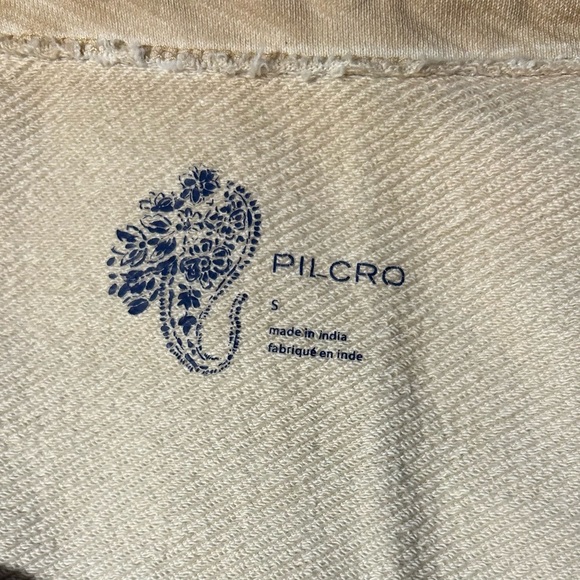 PILCRO
S
made in india
fabriqué en inde